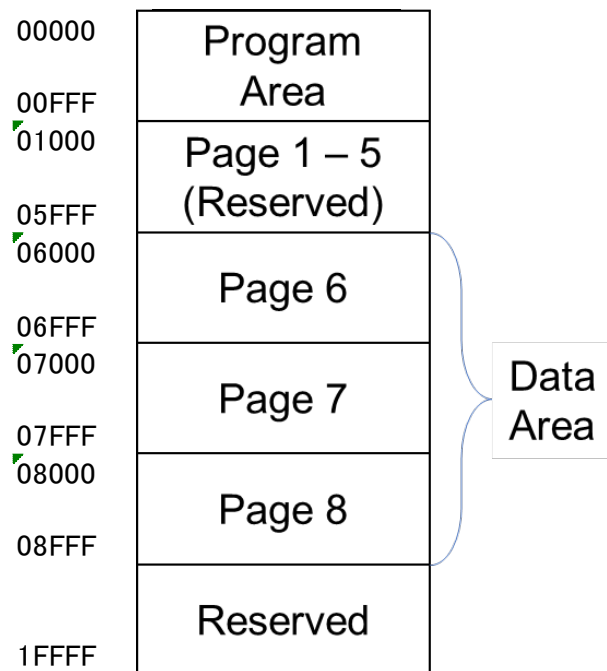 00000
Program
Area
00FFF
01000
Page 1 – 5
(Reserved)
05FFF
06000
Page 6
06FFF
07000
Page 7
07FFF
08000
Page 8
08FFF
Data
Area
Reserved
1FFFF